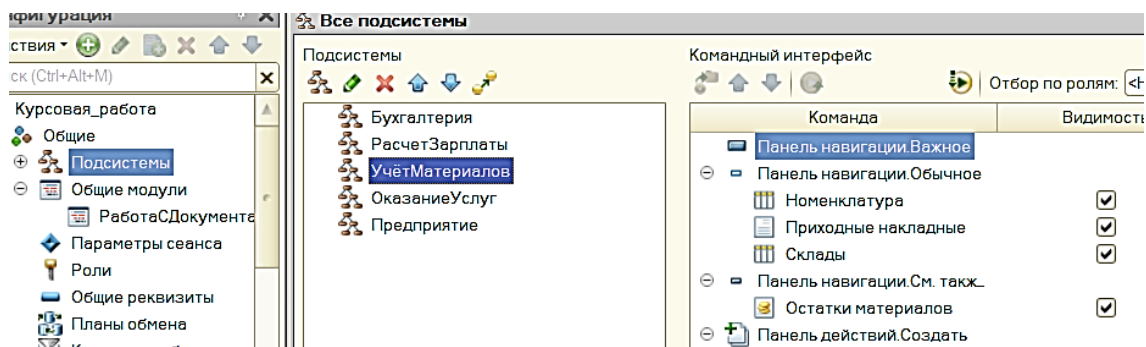 Все подсистемы
ствия
ск (Ctrl+Alt+M)
Курсовая_работа
Общие
Подсистемы
Общие модули
РаботаСДокумента
Параметры сеанса
Роли
Общие реквизиты
Планы обмена
Подсистемы
Бухгалтерия
РасчетЗарплаты
УчётМатериалов
ОказаниеУслуг
Предприятие
Командный интерфейс
Отбор по ролям: <Н
Команда Видимость
Панель навигации.Важное
Панель навигации.Обычное
Номенклатура
Приходные накладные
Склады
Панель навигации.См. такж...
Остатки материалов
Панель действий.Создать